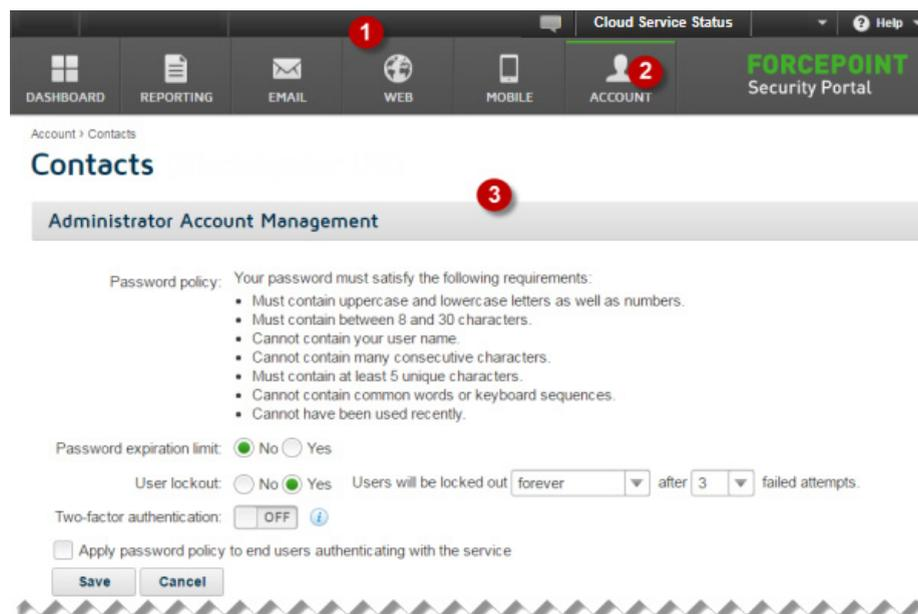 1
Cloud Service Status
Help
DASHBOARD
REPORTING
EMAIL
WEB
MOBILE
ACCOUNT
2
FORCEPOINT
Security Portal
Account > Contacts
Contacts
3
Administrator Account Management
Password policy: Your password must satisfy the following requirements:
• Must contain uppercase and lowercase letters as well as numbers.
• Must contain between 8 and 30 characters.
• Cannot contain your user name.
• Cannot contain many consecutive characters.
• Must contain at least 5 unique characters.
• Cannot contain common words or keyboard sequences.
• Cannot have been used recently.
Password expiration limit: No Yes
User lockout: No Yes Users will be locked out forever after 3 failed attempts.
Two-factor authentication: OFF i
Apply password policy to end users authenticating with the service
Save Cancel